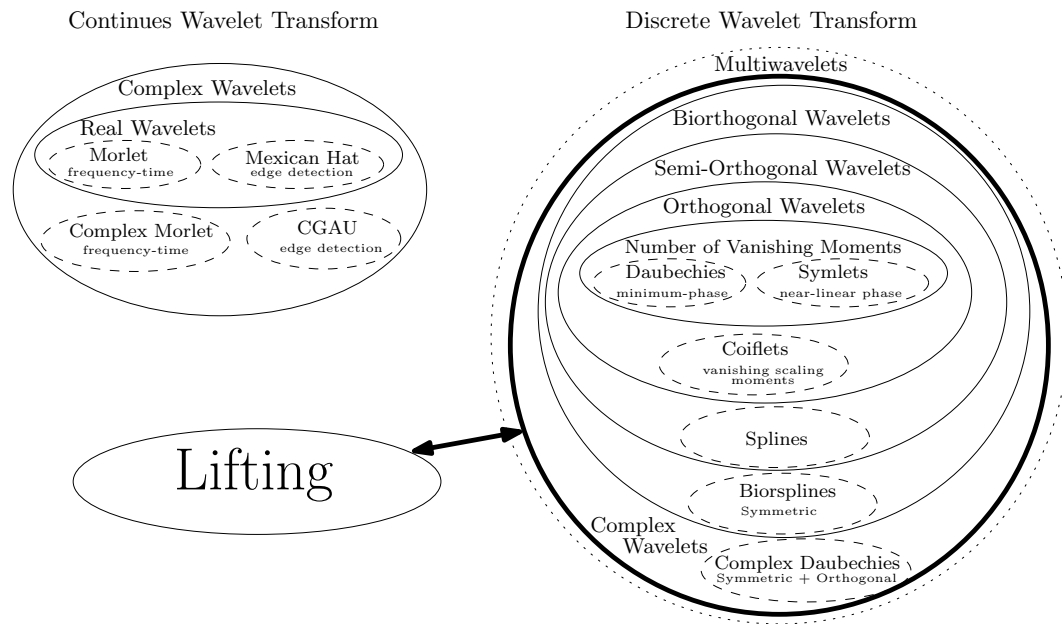 Continues Wavelet Transform
Complex Wavelets
Real Wavelets
Morlet
frequency-time
Mexican Hat
edge detection
Complex Morlet
frequency-time
CGAU
edge detection
Lifting
Discrete Wavelet Transform
Multiwavelets
Biorthogonal Wavelets
Semi-Orthogonal Wavelets
Orthogonal Wavelets
Number of Vanishing Moments
Daubechies
minimum-phase
Symlets
near-linear phase
Coiflets
vanishing scaling
moments
Splines
Biorsplines
Symmetric
Complex
Wavelets
Complex Daubechies
Symmetric + Orthogonal